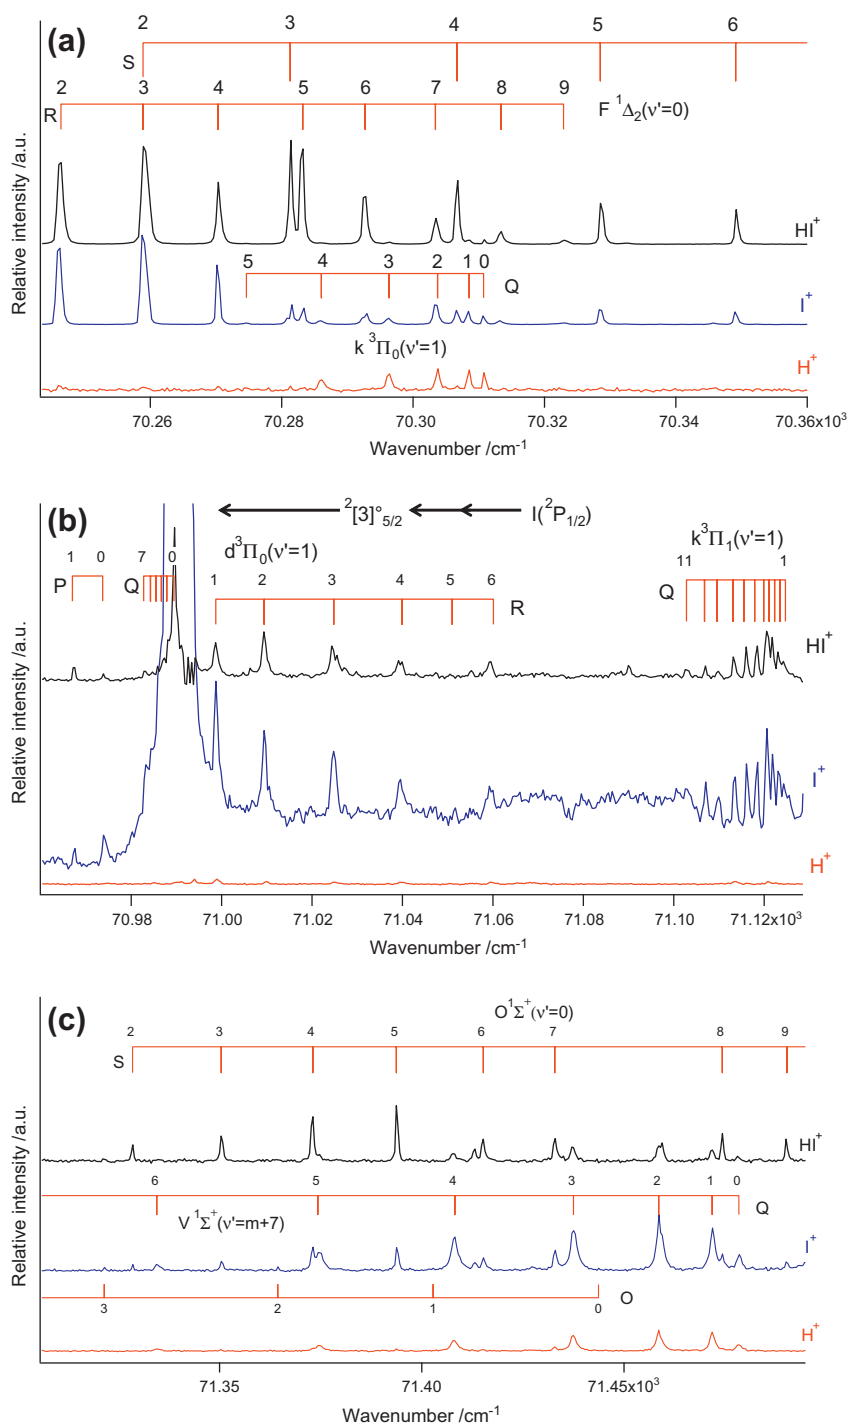 (a)
2 3 4 5 6
S
2 3 4 5 6 7 8 9
R
F ¹Δ₂(ν'=0)
HI⁺
5 4 3 2 1 0
Q
I⁺
k ³Π₀(ν'=1)
H⁺
Relative intensity /a.u.
70.26 70.28 70.30 70.32 70.34 70.36x10³
Wavenumber /cm⁻¹
(b)
²[3]°₅/₂ I(²P₁/₂)
d³Π₀(ν'=1) k³Π₁(ν'=1)
1 0 7 0 11 1
P Q Q
1 2 3 4 5 6
R
HI⁺
I⁺
H⁺
Relative intensity /a.u.
70.98 71.00 71.02 71.04 71.06 71.08 71.10 71.12x10³
Wavenumber /cm⁻¹
(c)
O¹Σ⁺(ν'=0)
2 3 4 5 6 7 8 9
S
HI⁺
6 5 4 3 2 1 0
V ¹Σ⁺(ν'=m+7)
Q
I⁺
3 2 1 0
O
H⁺
Relative intensity /a.u.
71.35 71.40 71.45x10³
Wavenumber /cm⁻¹